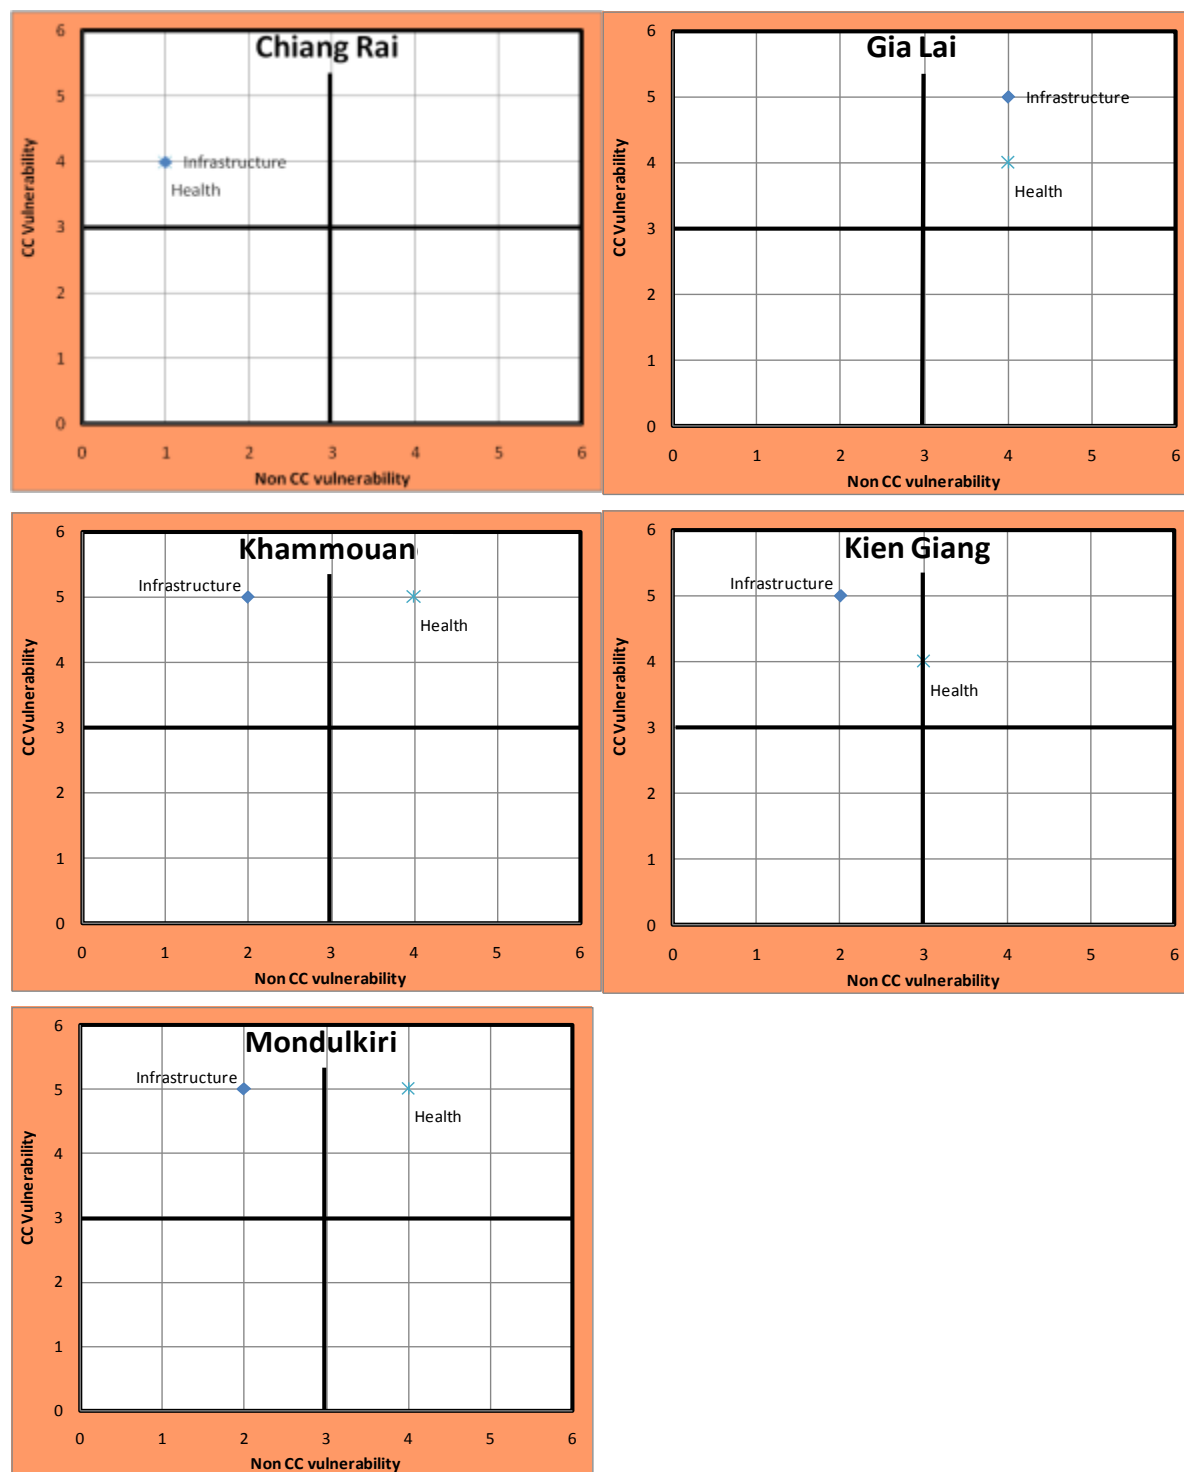 Chiang Rai
6
5
4
3
2
1
0
CC Vulnerability
Infrastructure
Health
0 1 2 3 4 5 6
Non CC vulnerability
Gia Lai
6
5
4
3
2
1
0
CC Vulnerability
Infrastructure
Health
0 1 2 3 4 5 6
Non CC vulnerability
Khammouan
6
5
4
3
2
1
0
CC Vulnerability
Infrastructure
Health
0 1 2 3 4 5 6
Non CC vulnerability
Kien Giang
6
5
4
3
2
1
0
CC Vulnerability
Infrastructure
Health
0 1 2 3 4 5 6
Non CC vulnerability
Mondulkiri
6
5
4
3
2
1
0
CC Vulnerability
Infrastructure
Health
0 1 2 3 4 5 6
Non CC vulnerability